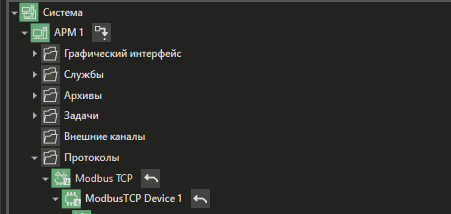 Система
АРМ 1
Графический интерфейс
Службы
Архивы
Задачи
Внешние каналы
Протоколы
Modbus TCP
ModbusTCP Device 1